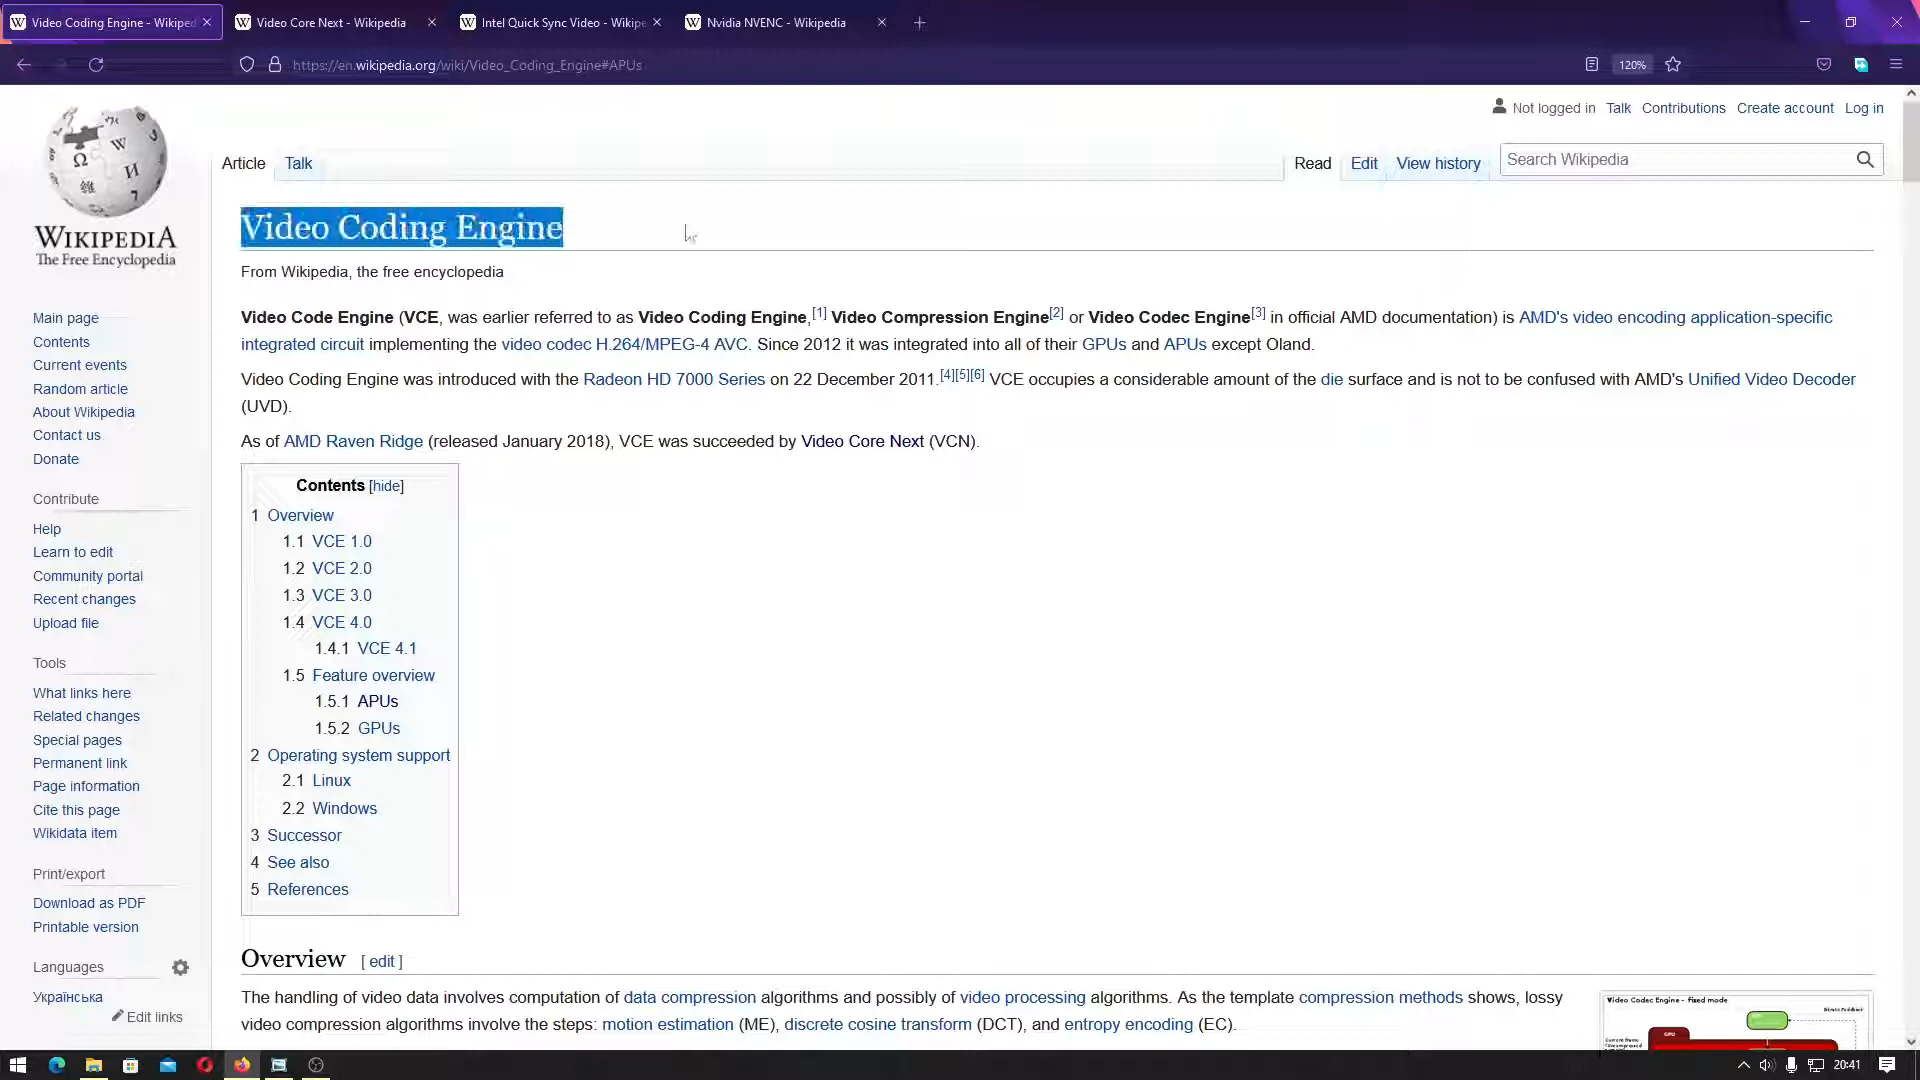 Video Coding Engine - Wikiped
Video Core Next - Wikipedia
Intel Quick Sync Video - Wikipe
Nvidia NVENC - Wikipedia
https://en.wikipedia.org/wiki/Video_Coding_Engine#APUs
120%
Not logged in Talk Contributions Create account Log in
Article Talk
Read Edit View history
Search Wikipedia
WIKIPEDIA
The Free Encyclopedia
Main page
Contents
Current events
Random article
About Wikipedia
Contact us
Donate
Contribute
Help
Learn to edit
Community portal
Recent changes
Upload file
Tools
What links here
Related changes
Special pages
Permanent link
Page information
Cite this page
Wikidata item
Print/export
Download as PDF
Printable version
Languages
Українська
Edit links
Video Coding Engine
From Wikipedia, the free encyclopedia
Video Code Engine (VCE, was earlier referred to as Video Coding Engine,[1] Video Compression Engine[2] or Video Codec Engine[3] in official AMD documentation) is AMD's video encoding application-specific
integrated circuit implementing the video codec H.264/MPEG-4 AVC. Since 2012 it was integrated into all of their GPUs and APUs except Oland.
Video Coding Engine was introduced with the Radeon HD 7000 Series on 22 December 2011.[4][5][6] VCE occupies a considerable amount of the die surface and is not to be confused with AMD's Unified Video Decoder
(UVD).
As of AMD Raven Ridge (released January 2018), VCE was succeeded by Video Core Next (VCN).
Contents [hide]
1 Overview
1.1 VCE 1.0
1.2 VCE 2.0
1.3 VCE 3.0
1.4 VCE 4.0
1.4.1 VCE 4.1
1.5 Feature overview
1.5.1 APUs
1.5.2 GPUs
2 Operating system support
2.1 Linux
2.2 Windows
3 Successor
4 See also
5 References
Overview [ edit ]
The handling of video data involves computation of data compression algorithms and possibly of video processing algorithms. As the template compression methods shows, lossy
video compression algorithms involve the steps: motion estimation (ME), discrete cosine transform (DCT), and entropy encoding (EC).
Video Codec Engine - fixed mode
GPU
20:41